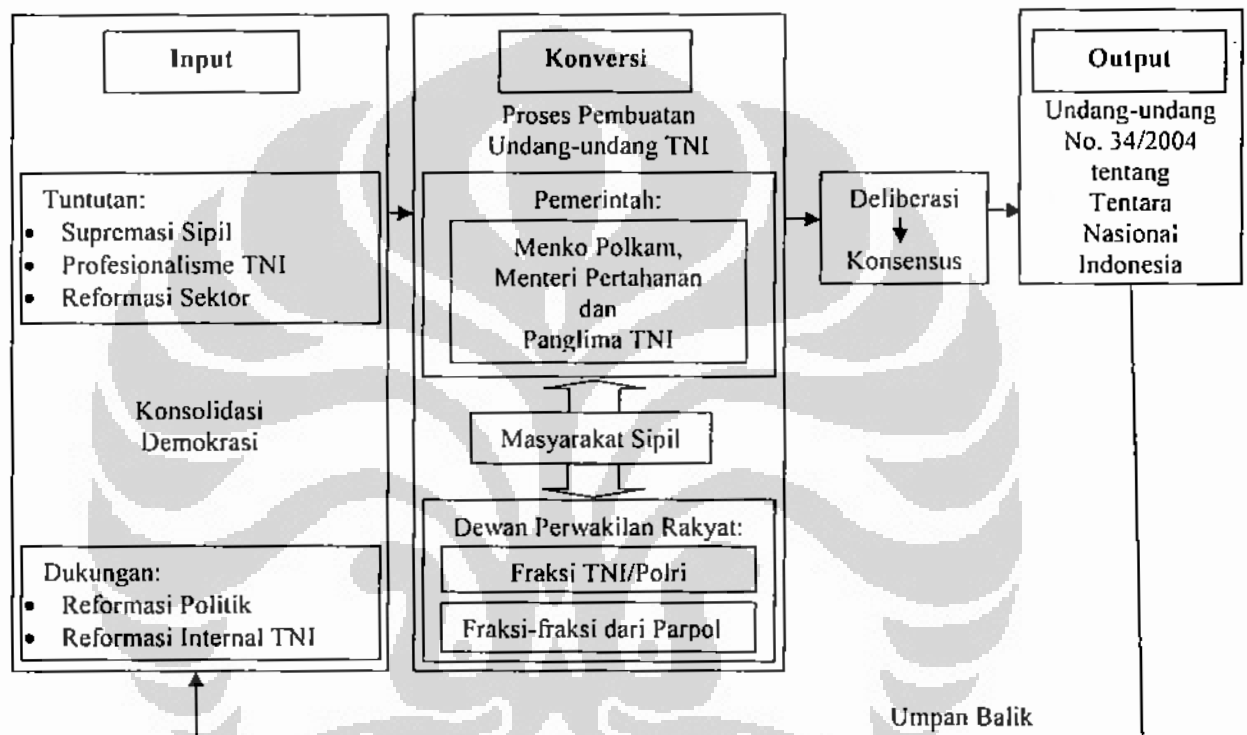 Input
Tuntutan:
• Supremasi Sipil
• Profesionalisme TNI
• Reformasi Sektor
Konsolidasi
Demokrasi
Dukungan:
• Reformasi Politik
• Reformasi Internal TNI
Konversi
Proses Pembuatan
Undang-undang TNI
Pemerintah:
Menko Polkam,
Menteri Pertahanan
dan
Panglima TNI
Masyarakat Sipil
Dewan Perwakilan Rakyat:
Fraksi TNI/Polri
Fraksi-fraksi dari Parpol
Deliberasi
Konsensus
Output
Undang-undang
No. 34/2004
tentang
Tentara
Nasional
Indonesia
Umpan Balik